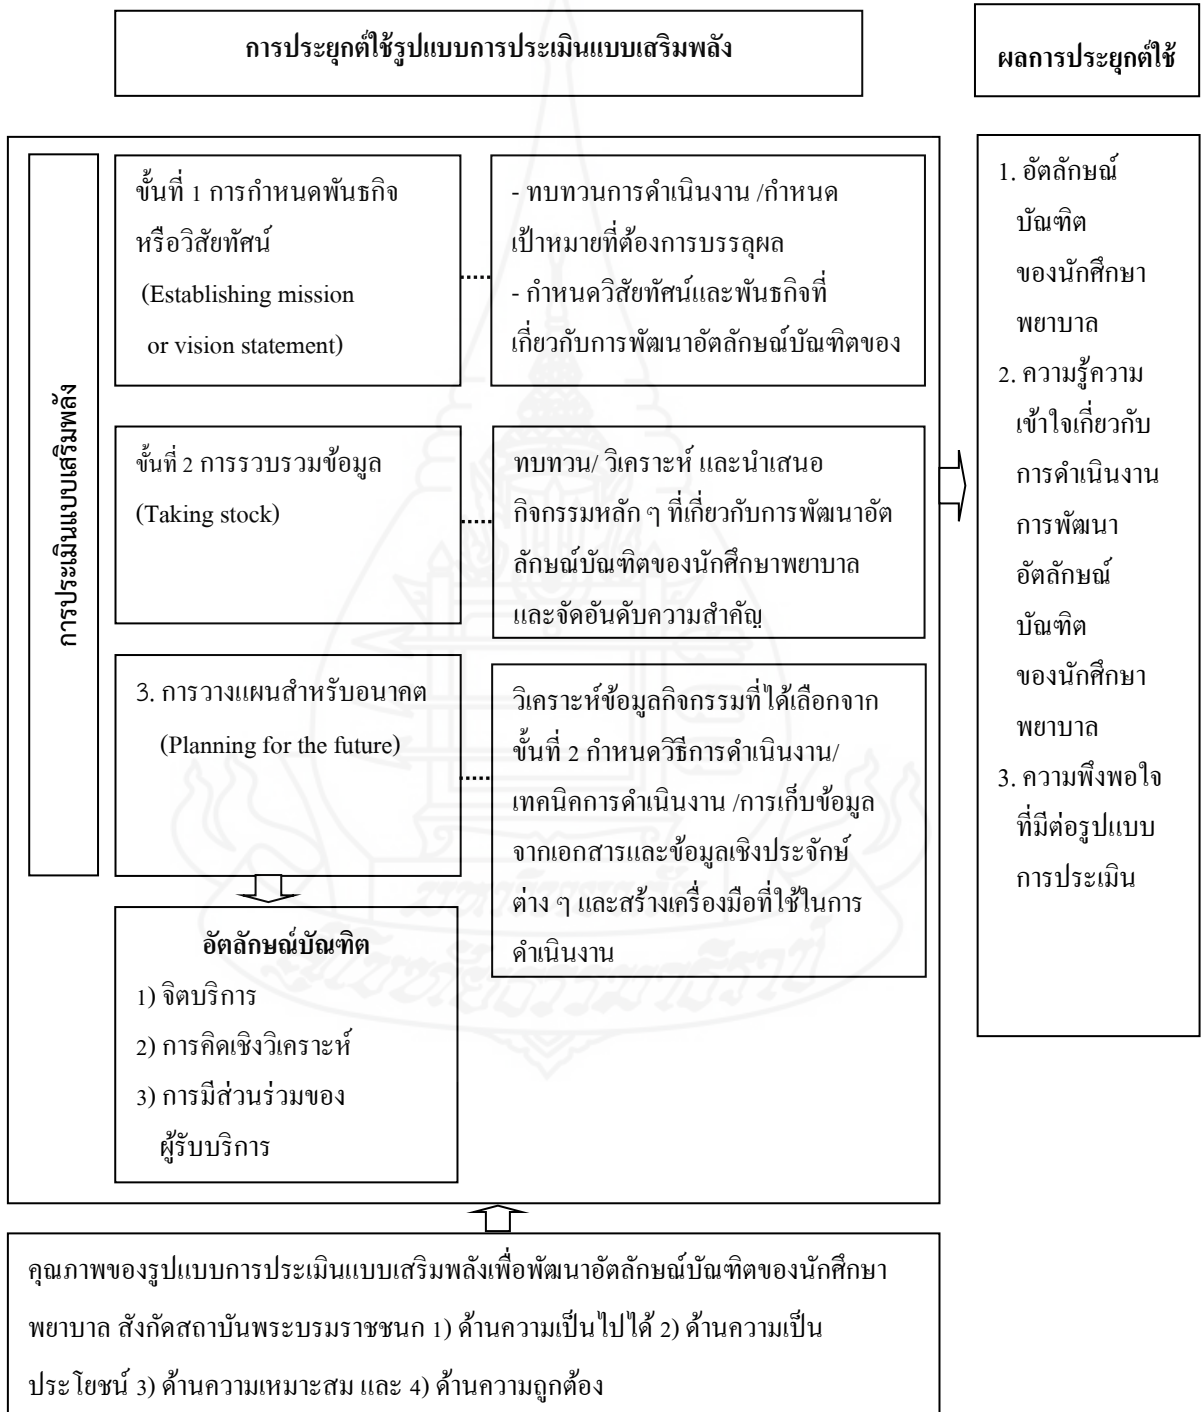 การประยุกต์ใช้รูปแบบการประเมินแบบเสริมพลัง
ผลการประยุกต์ใช้
การประเมินแบบเสริมพลัง
ขั้นที่ 1 การกำหนดพันธกิจ
หรือวิสัยทัศน์
(Establishing mission
or vision statement)
- ทบทวนการดำเนินงาน /กำหนด
เป้าหมายที่ต้องการบรรลุผล
- กำหนดวิสัยทัศน์และพันธกิจที่
เกี่ยวกับการพัฒนาอัตลักษณ์บัณฑิตของ
ขั้นที่ 2 การรวบรวมข้อมูล
(Taking stock)
ทบทวน/ วิเคราะห์ และนำเสนอ
กิจกรรมหลัก ๆ ที่เกี่ยวกับการพัฒนาอัต
ลักษณ์บัณฑิตของนักศึกษาพยาบาล
และจัดอันดับความสำคัญ
3. การวางแผนสำหรับอนาคต
(Planning for the future)
วิเคราะห์ข้อมูลกิจกรรมที่ได้เลือกจาก
ขั้นที่ 2 กำหนดวิธีการดำเนินงาน/
เทคนิคการดำเนินงาน /การเก็บข้อมูล
จากเอกสารและข้อมูลเชิงประจักษ์
ต่าง ๆ และสร้างเครื่องมือที่ใช้ในการ
ดำเนินงาน
อัตลักษณ์บัณฑิต
1) จิตบริการ
2) การคิดเชิงวิเคราะห์
3) การมีส่วนร่วมของ
ผู้รับบริการ
1. อัตลักษณ์
บัณฑิต
ของนักศึกษา
พยาบาล
2. ความรู้ความ
เข้าใจเกี่ยวกับ
การดำเนินงาน
การพัฒนา
อัตลักษณ์
บัณฑิต
ของนักศึกษา
พยาบาล
3. ความพึงพอใจ
ที่มีต่อรูปแบบ
การประเมิน
คุณภาพของรูปแบบการประเมินแบบเสริมพลังเพื่อพัฒนาอัตลักษณ์บัณฑิตของนักศึกษา
พยาบาล สังกัดสถาบันพระบรมราชชนก 1) ด้านความเป็นไปได้ 2) ด้านความเป็น
ประโยชน์ 3) ด้านความเหมาะสม และ 4) ด้านความถูกต้อง